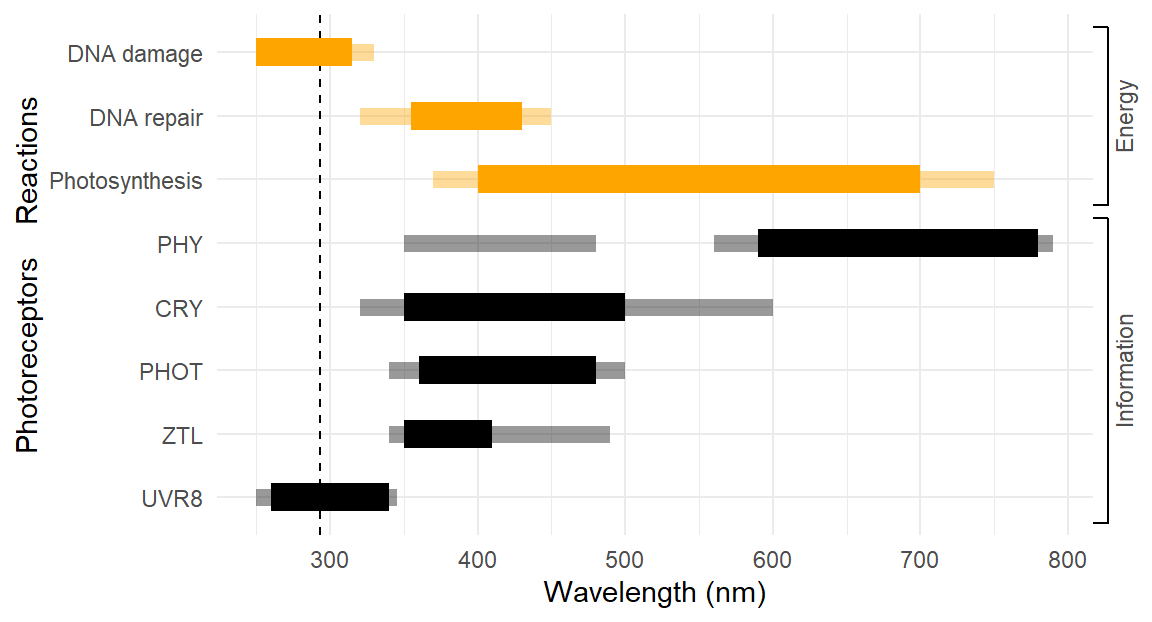 Reactions
Photoreceptors
DNA damage
DNA repair
Photosynthesis
PHY
CRY
PHOT
ZTL
UVR8
Energy
Information
300 400 500 600 700 800
Wavelength (nm)